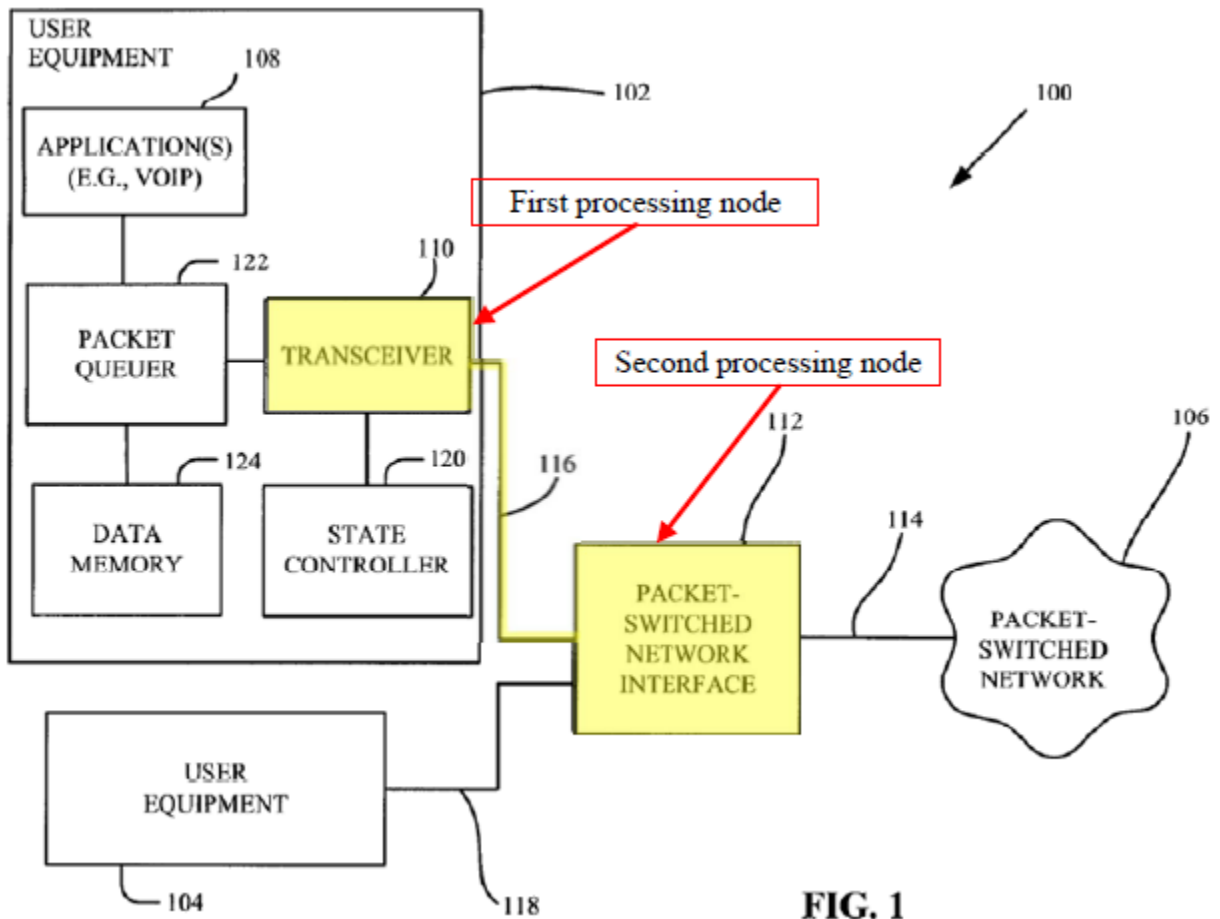 USER
EQUIPMENT
108
102
100
APPLICATION(S)
(E.G., VOIP)
First processing node
110
122
PACKET
QUEUER
TRANSCEIVER
Second processing node
112
106
124
120
116
114
DATA
MEMORY
STATE
CONTROLLER
PACKET-
SWITCHED
NETWORK
INTERFACE
PACKET-
SWITCHED
NETWORK
USER
EQUIPMENT
104
118
FIG. 1